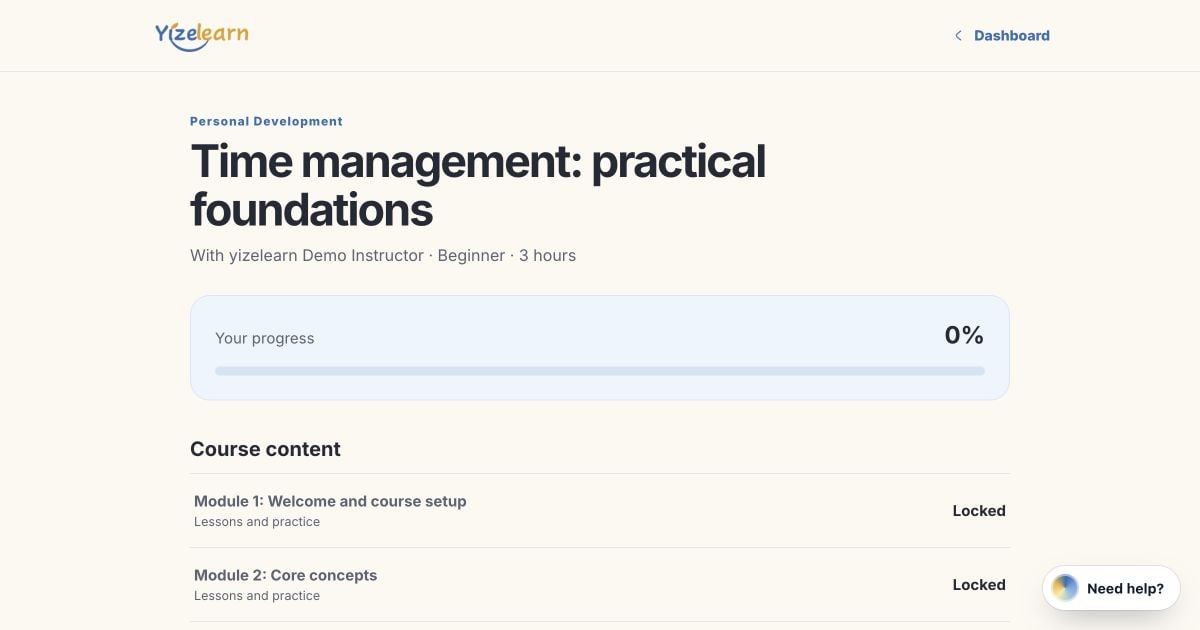 Yizelearn
Dashboard
Personal Development
Time management: practical
foundations
With yizelearn Demo Instructor · Beginner · 3 hours
Your progress
0%
Course content
Module 1: Welcome and course setup
Lessons and practice
Locked
Module 2: Core concepts
Lessons and practice
Locked
Need help?